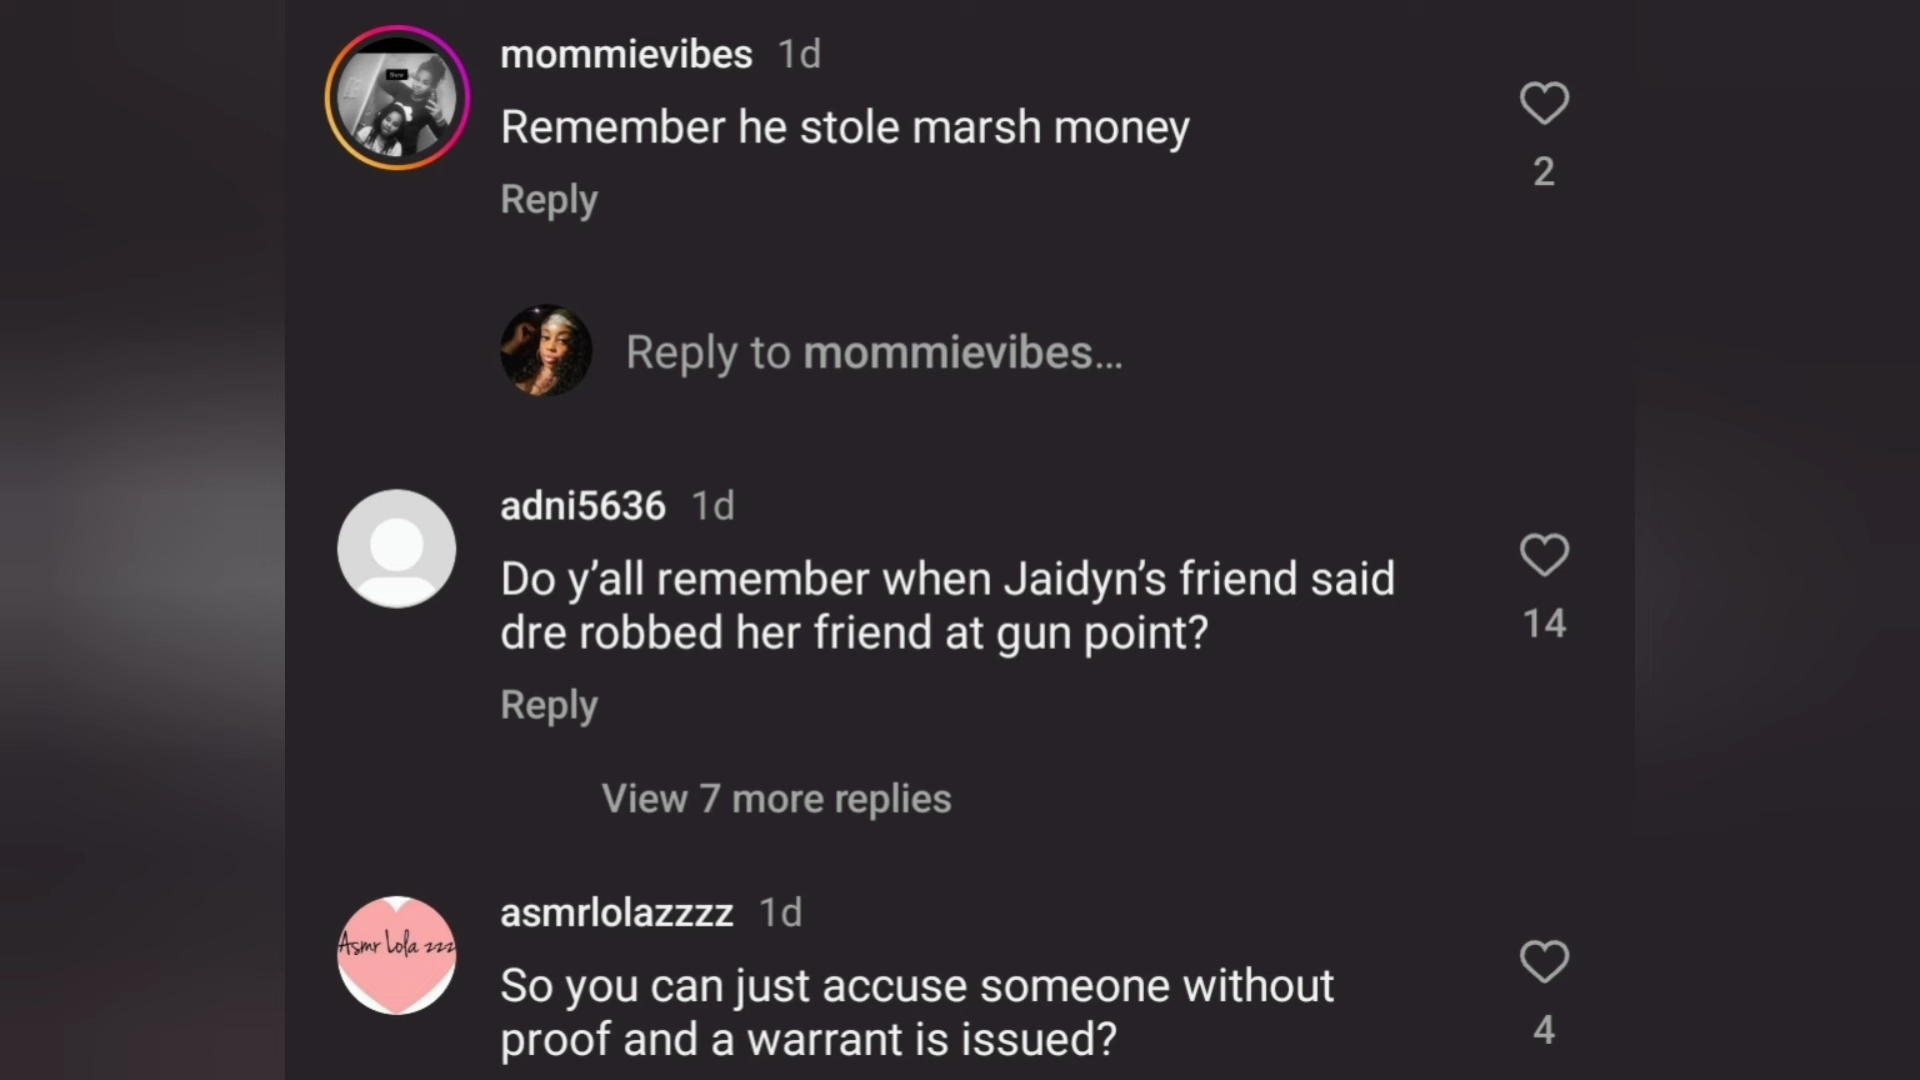 mommievibes 1d
Remember he stole marsh money
2
Reply
Reply to mommievibes...
adni5636 1d
Do y’all remember when Jaidyn’s friend said
dre robbed her friend at gun point?
14
Reply
View 7 more replies
asmrlolazzzz 1d
Asmr Lola zzz
So you can just accuse someone without
proof and a warrant is issued?
4